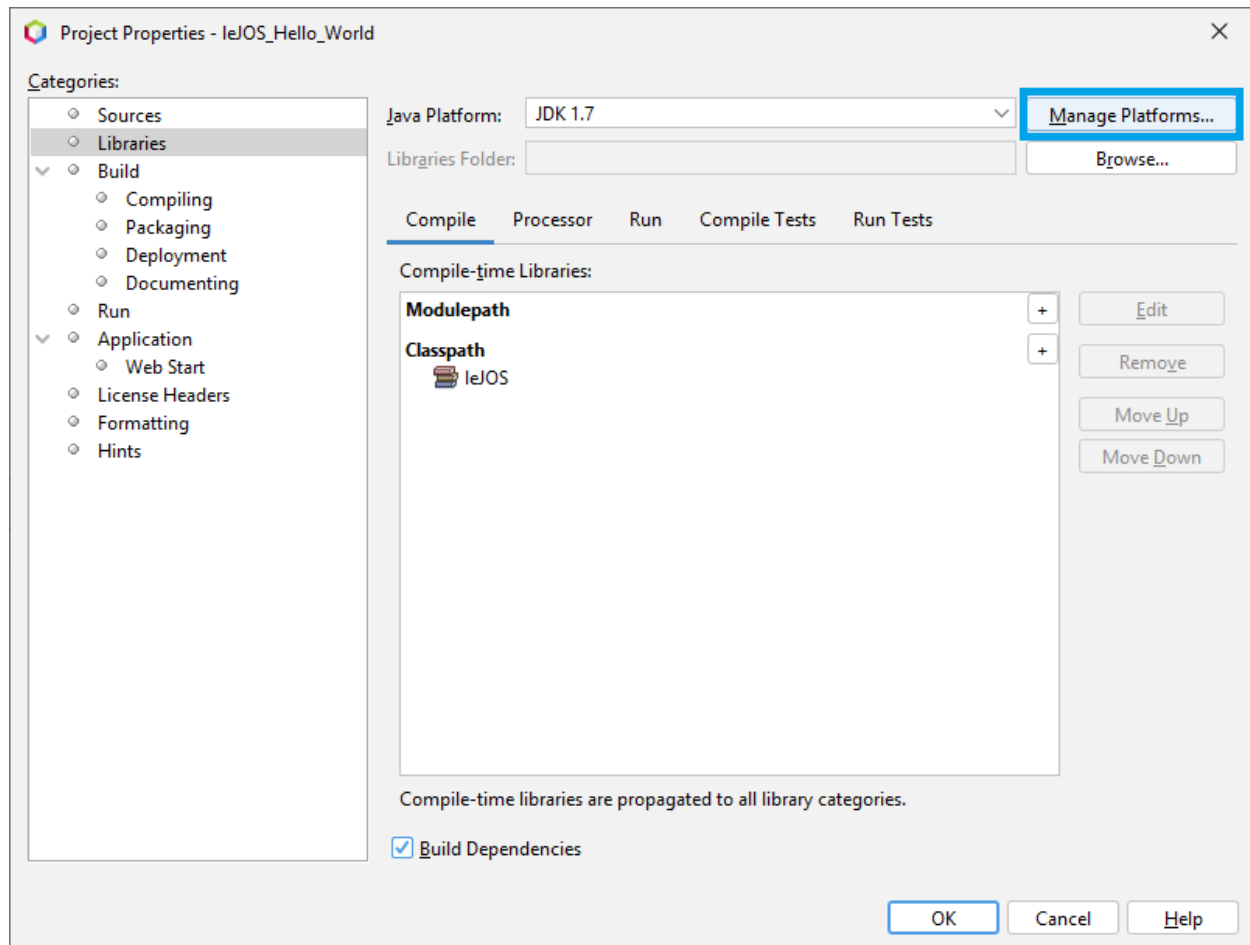 Project Properties - leJOS_Hello_World
Categories:
Sources
Libraries
Build
Compiling
Packaging
Deployment
Documenting
Run
Application
Web Start
License Headers
Formatting
Hints
Java Platform: JDK 1.7 Manage Platforms...
Libraries Folder: Browse...
Compile Processor Run Compile Tests Run Tests
Compile-time Libraries:
Modulepath + Edit
Classpath +
leJOS Remove
Move Up
Move Down
Compile-time libraries are propagated to all library categories.
Build Dependencies
OK Cancel Help